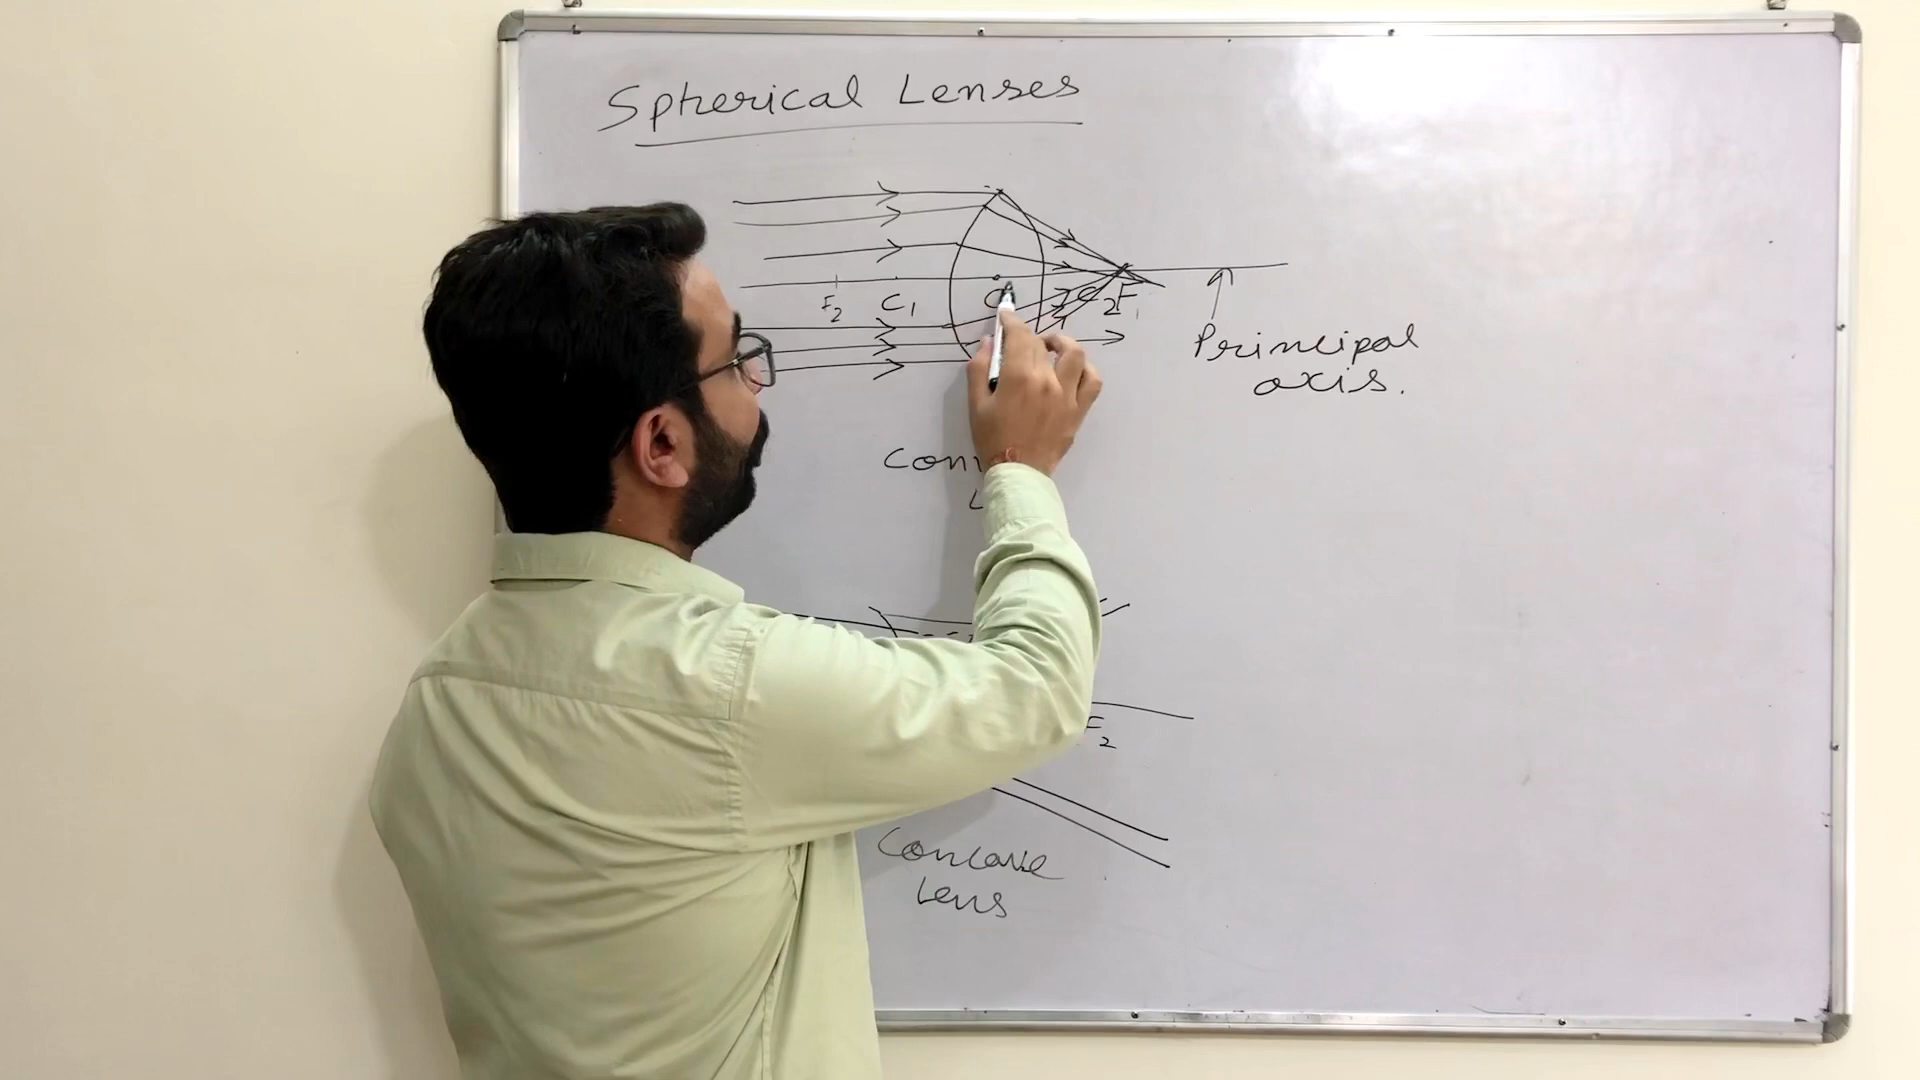 Spherical Lenses
F2 C1 C2 F1
Principal
axis.
F2
Concave
Lens